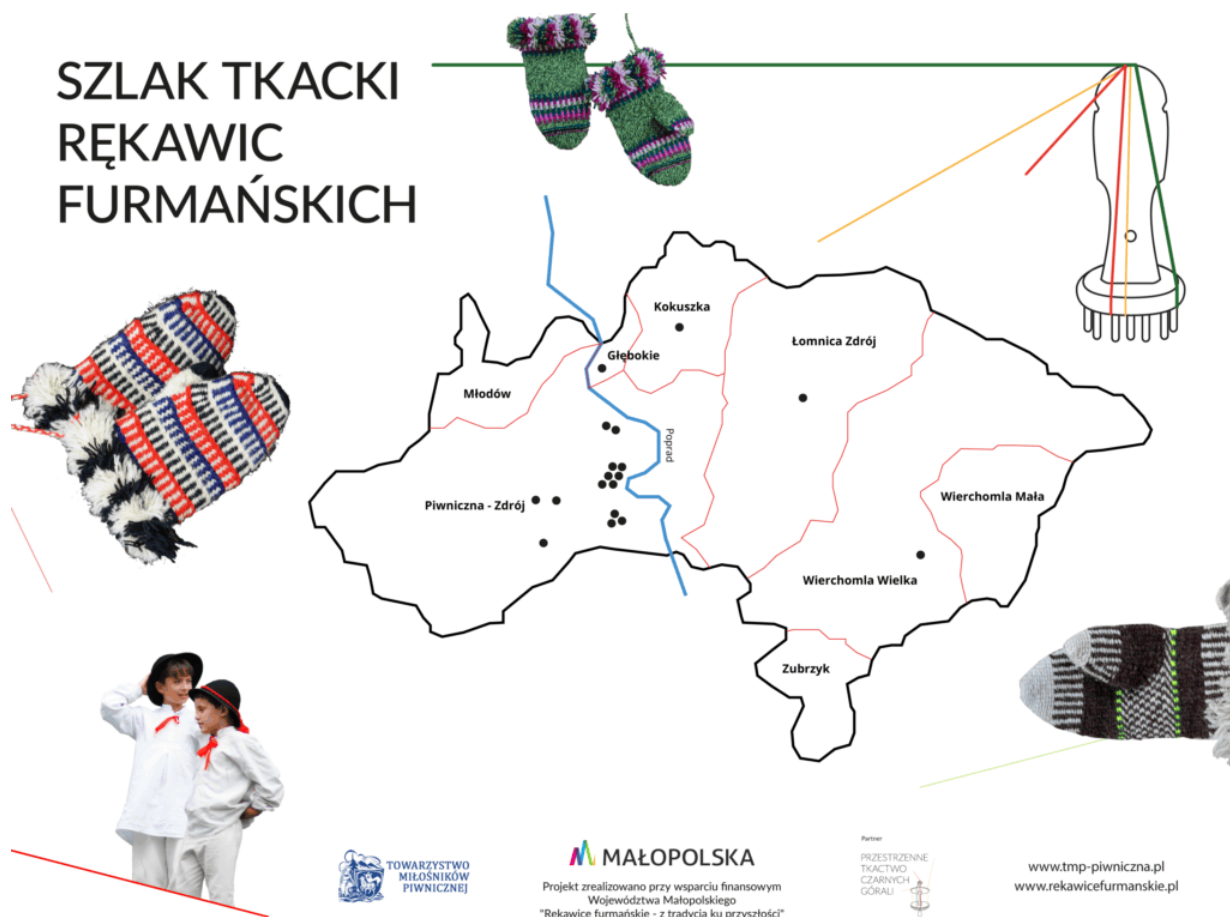 SZLAK TKACKI
RĘKAWIC
FURMAŃSKICH
Kokuszka
Głębokie
Łomnica Zdrój
Młodów
Poprad
Piwniczna - Zdrój
Wierchomla Mała
Wierchomla Wielka
Zubrzyk
TOWARZYSTWO
MIŁOŚNIKÓW
PIWNICZNEJ
MAŁOPOLSKA
Projekt zrealizowano przy wsparciu finansowym
Województwa Małopolskiego
"Rękawice furmańskie - z tradycją ku przyszłości"
Partner
PRZESTRZENNE
TKACTWO
CZARNYCH
GÓRALI
www.tmp-piwniczna.pl
www.rekawicefurmanskie.pl